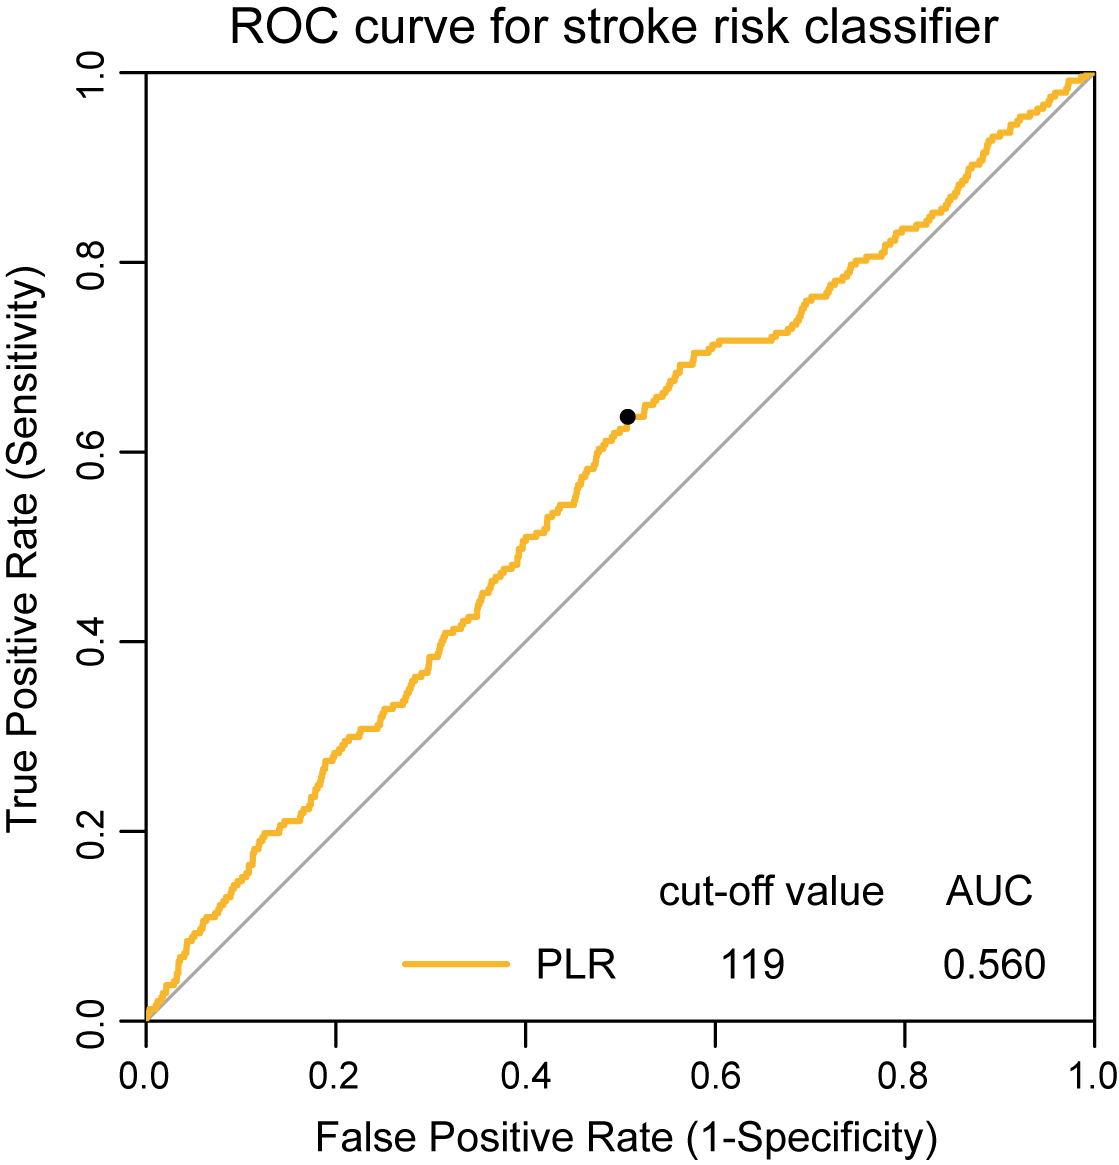 ROC curve for stroke risk classifier
True Positive Rate (Sensitivity)
1.0
0.8
0.6
0.4
0.2
0.0
cut-off value AUC
PLR 119 0.560
0.0 0.2 0.4 0.6 0.8 1.0
False Positive Rate (1-Specificity)